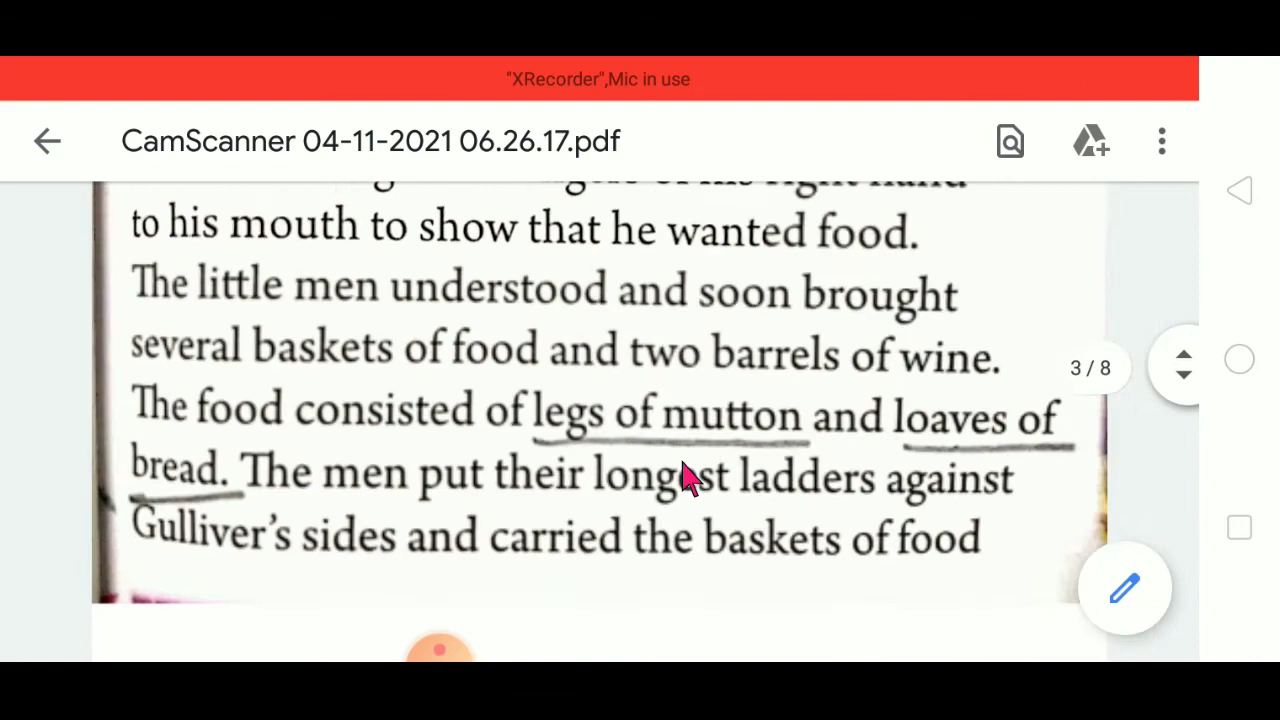 "XRecorder",Mic in use
CamScanner 04-11-2021 06.26.17.pdf
his right hand
to his mouth to show that he wanted food.
The little men understood and soon brought
several baskets of food and two barrels of wine.
3 / 8
The food consisted of legs of mutton and loaves of
bread. The men put their longest ladders against
Gulliver's sides and carried the baskets of food